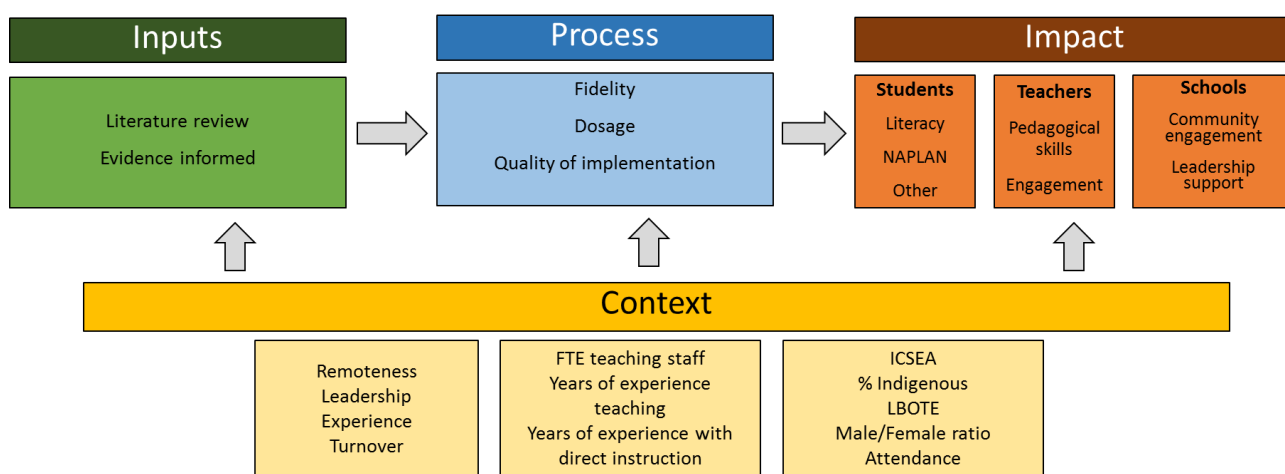 Inputs
Process
Impact
Literature review
Evidence informed
Fidelity
Dosage
Quality of implementation
Students
Literacy
NAPLAN
Other
Teachers
Pedagogical
skills
Engagement
Schools
Community
engagement
Leadership
support
Context
Remoteness
Leadership
Experience
Turnover
FTE teaching staff
Years of experience
teaching
Years of experience with
direct instruction
ICSEA
% Indigenous
LBOTE
Male/Female ratio
Attendance